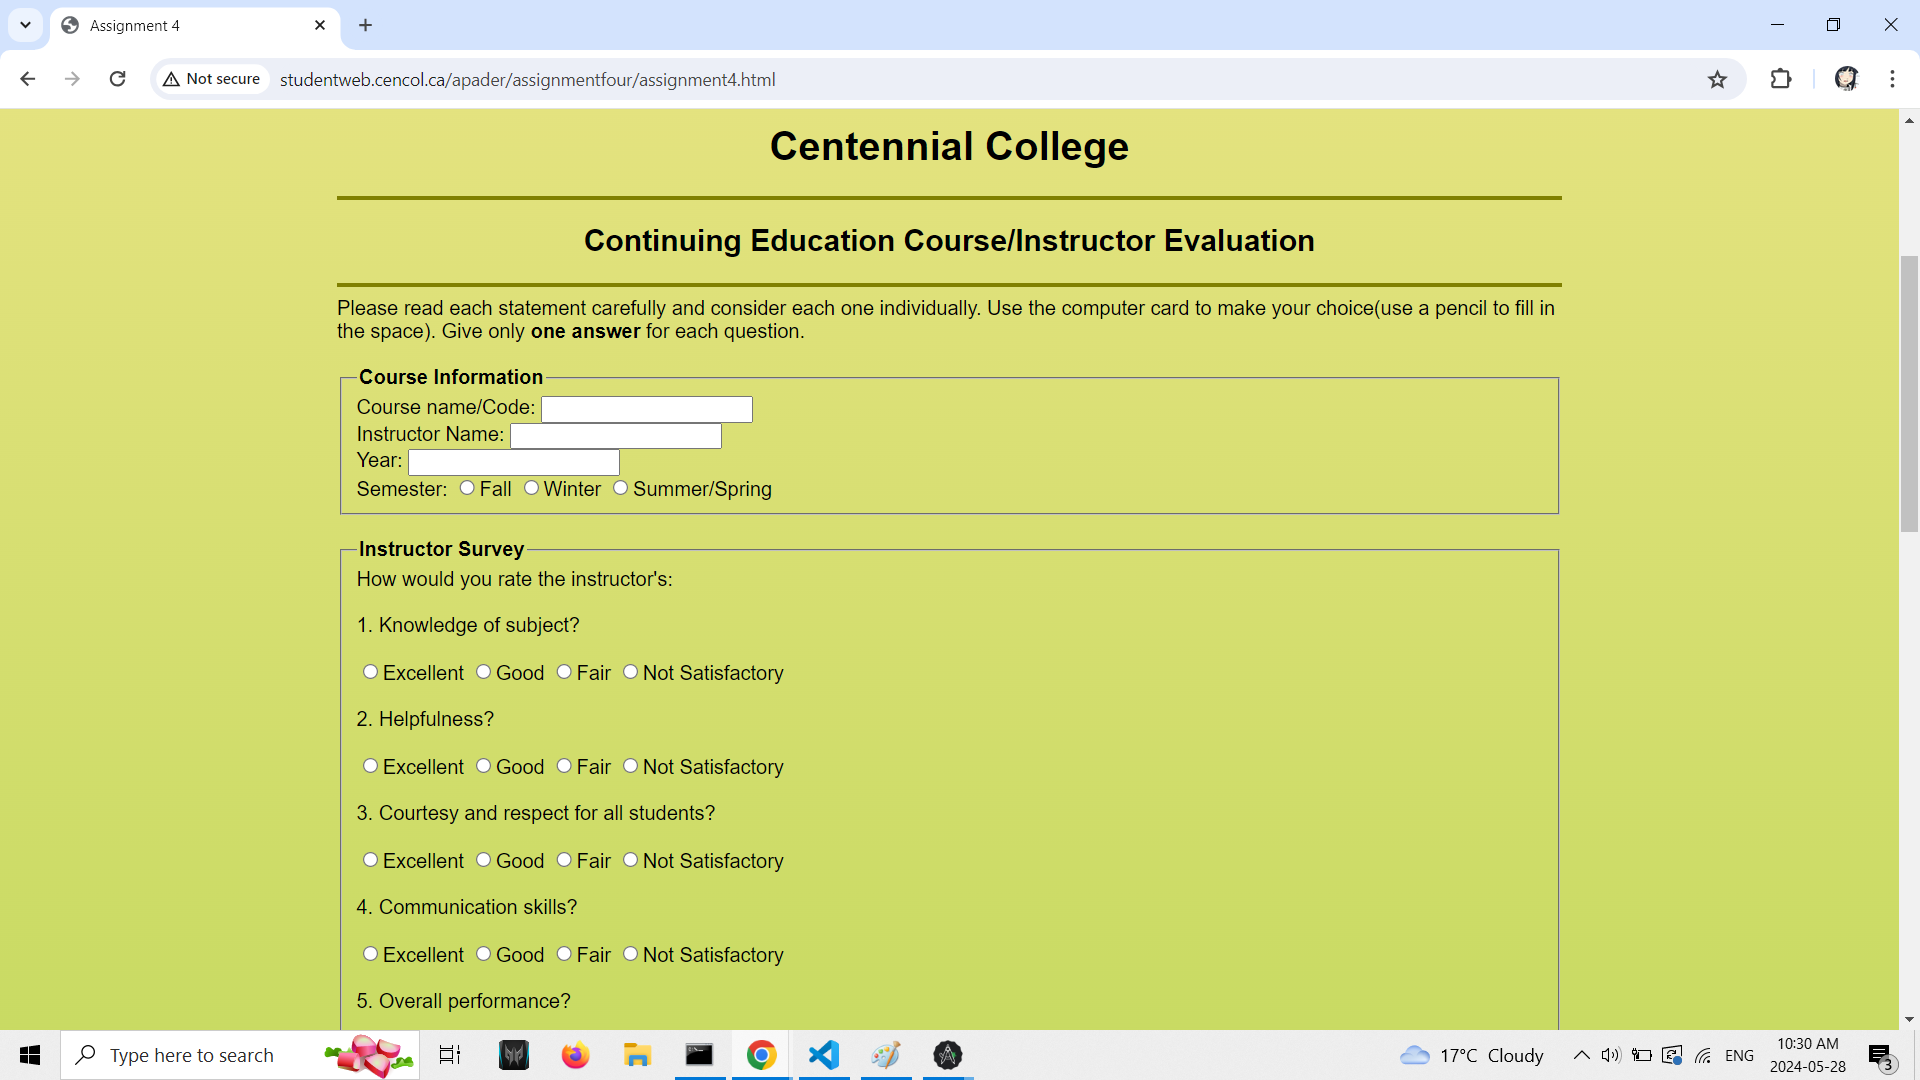 Assignment 4
Not secure studentweb.cencol.ca/apader/assignmentfour/assignment4.html
Centennial College
Continuing Education Course/Instructor Evaluation
Please read each statement carefully and consider each one individually. Use the computer card to make your choice(use a pencil to fill in
the space). Give only one answer for each question.
Course Information
Course name/Code:
Instructor Name:
Year:
Semester: Fall Winter Summer/Spring
Instructor Survey
How would you rate the instructor's:
1. Knowledge of subject?
Excellent Good Fair Not Satisfactory
2. Helpfulness?
Excellent Good Fair Not Satisfactory
3. Courtesy and respect for all students?
Excellent Good Fair Not Satisfactory
4. Communication skills?
Excellent Good Fair Not Satisfactory
5. Overall performance?
Type here to search
17°C Cloudy
ENG
10:30 AM
2024-05-28
3